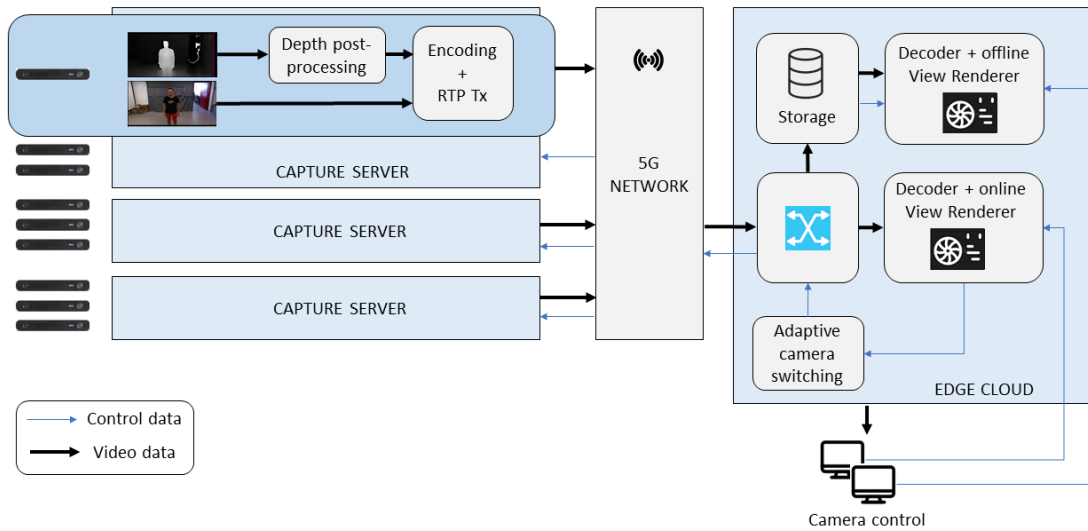 Depth post-
processing
Encoding
+
RTP Tx
CAPTURE SERVER
CAPTURE SERVER
CAPTURE SERVER
5G
NETWORK
Storage
Decoder + offline
View Renderer
Decoder + online
View Renderer
Adaptive
camera
switching
EDGE CLOUD
Control data
Video data
Camera control